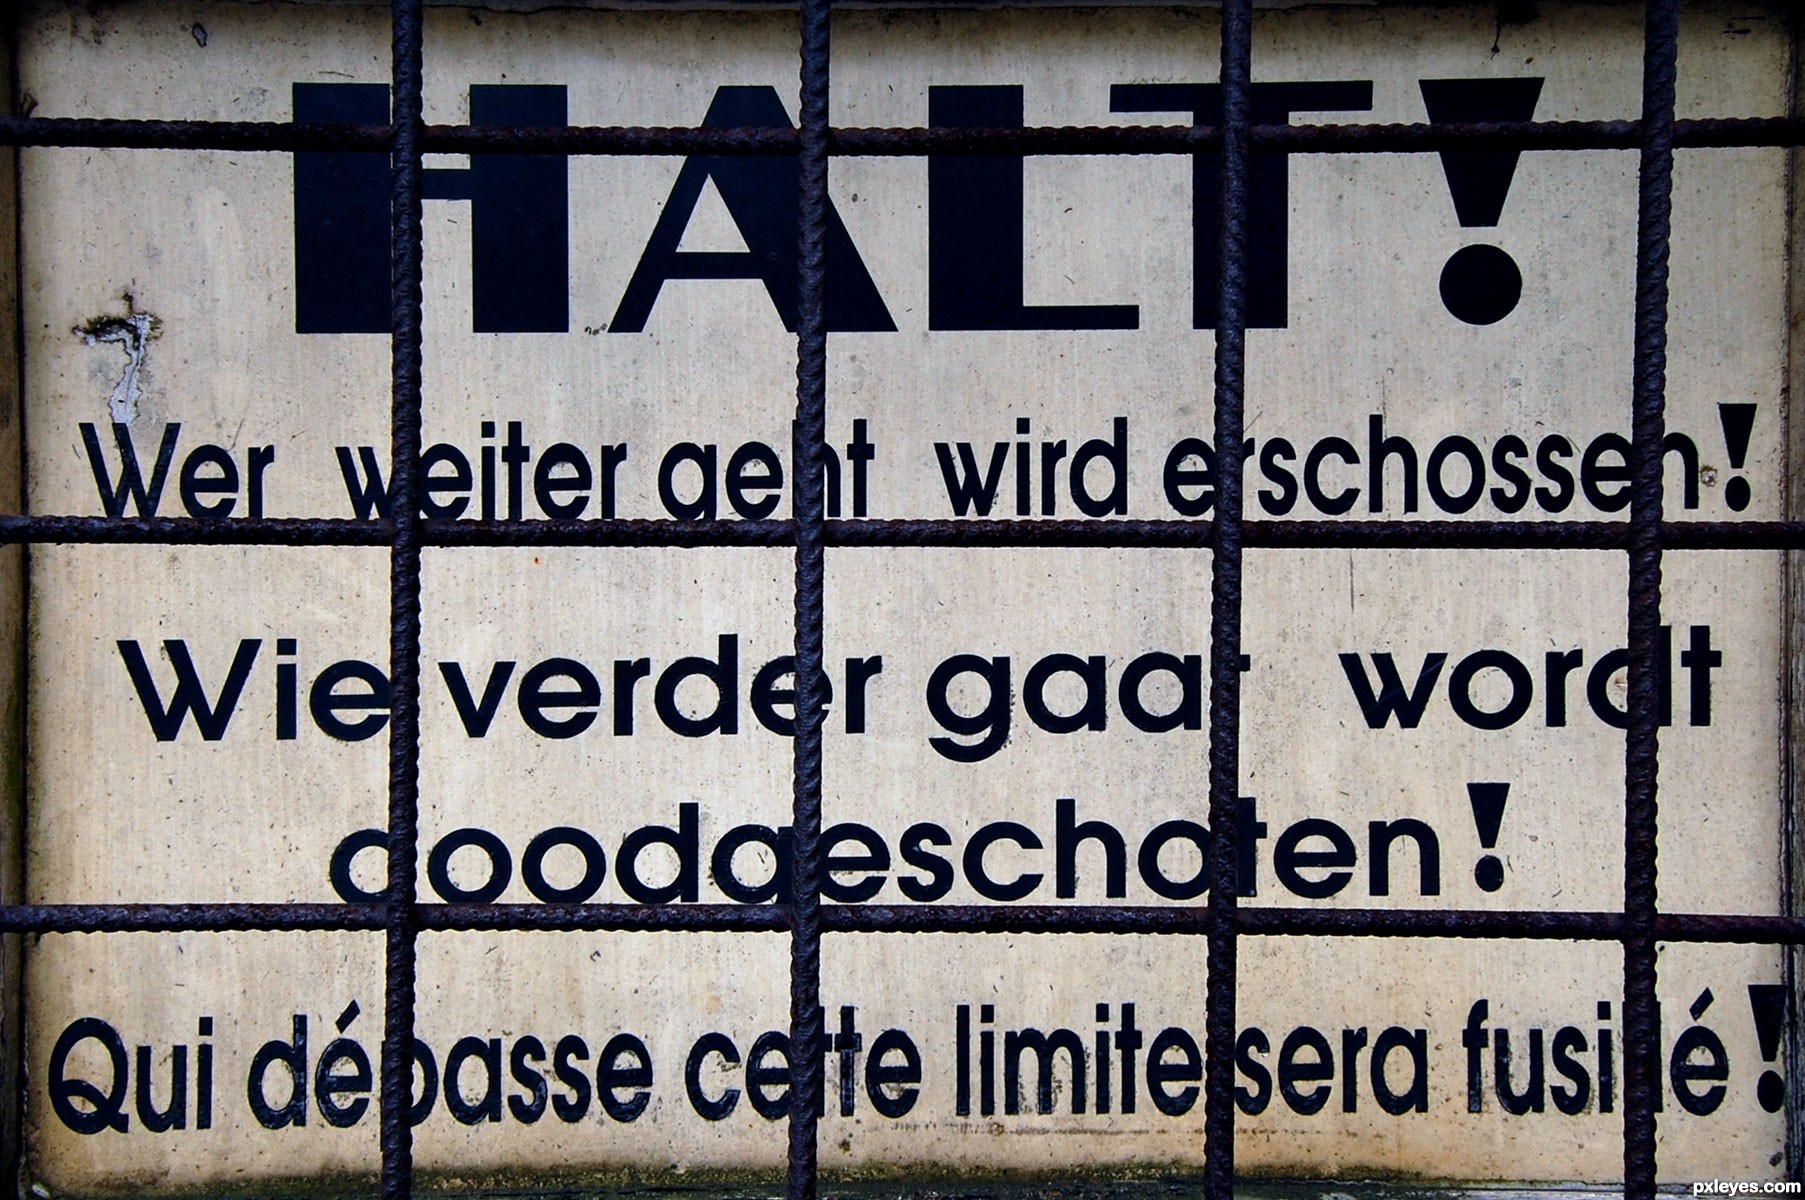 HALT!
Wer weiter geht wird erschossen!
Wie verder gaat wordt
doodgeschoten!
Qui dépasse cette limite sera fusillé!
pxleyes.com